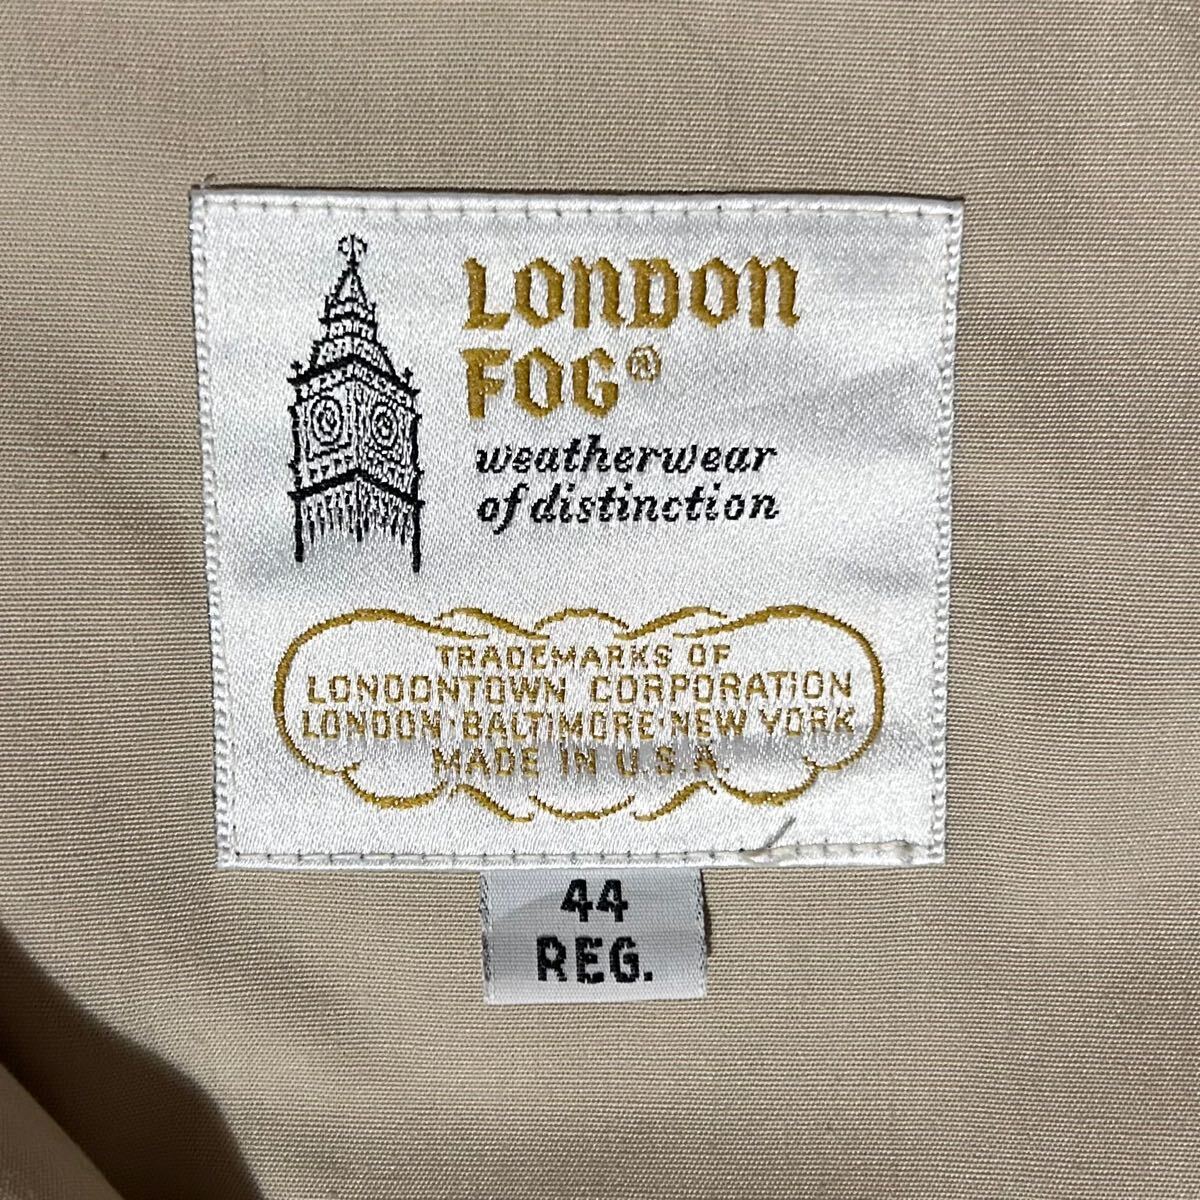 LONDON
FOG®
weatherwear
of distinction
TRADEMARKS OF
LONDONTOWN CORPORATION
LONDON·BALTIMORE·NEW YORK
MADE IN U.S.A.
44
REG.